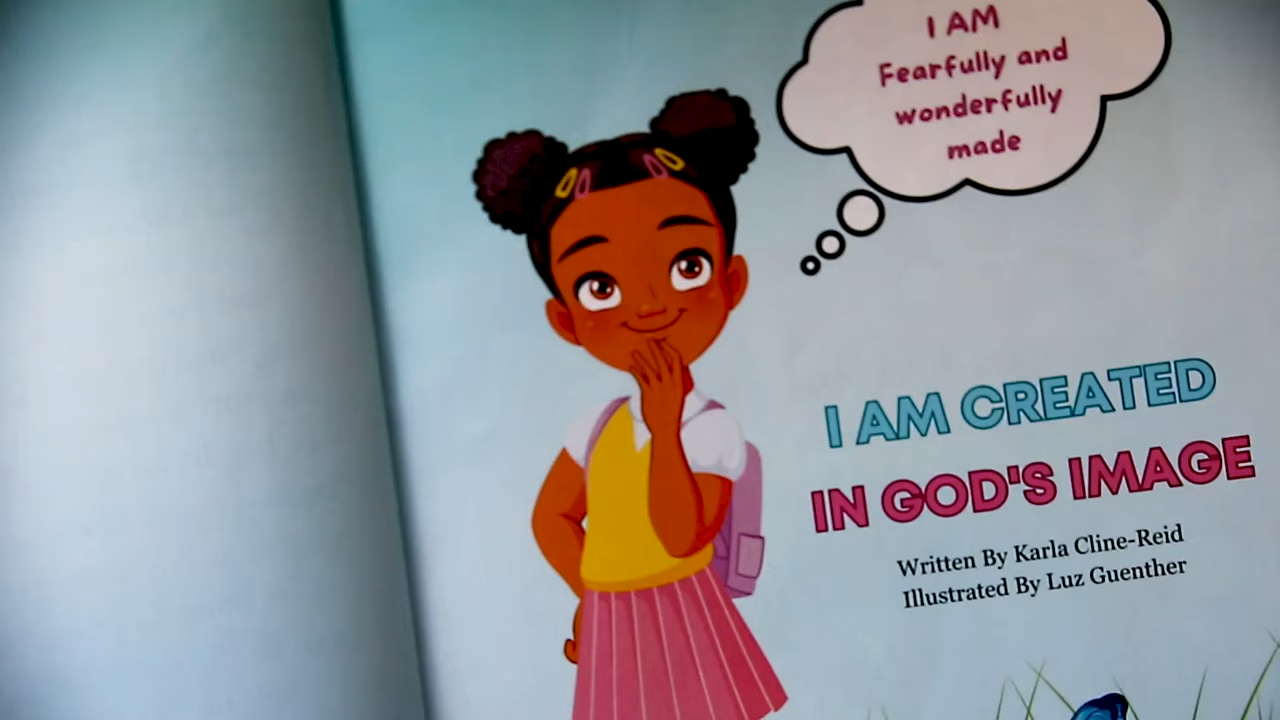 I AM
Fearfully and
wonderfully
made
I AM CREATED
IN GOD'S IMAGE
Written By Karla Cline-Reid
Illustrated By Luz Guenther